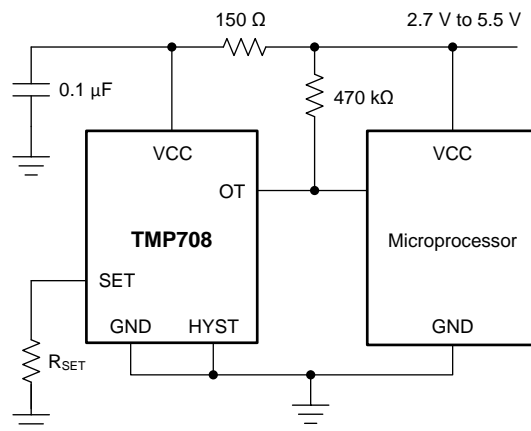 150 Ω
2.7 V to 5.5 V
0.1 µF
470 kΩ
VCC
VCC
OT
TMP708
Microprocessor
SET
GND
HYST
GND
RSET